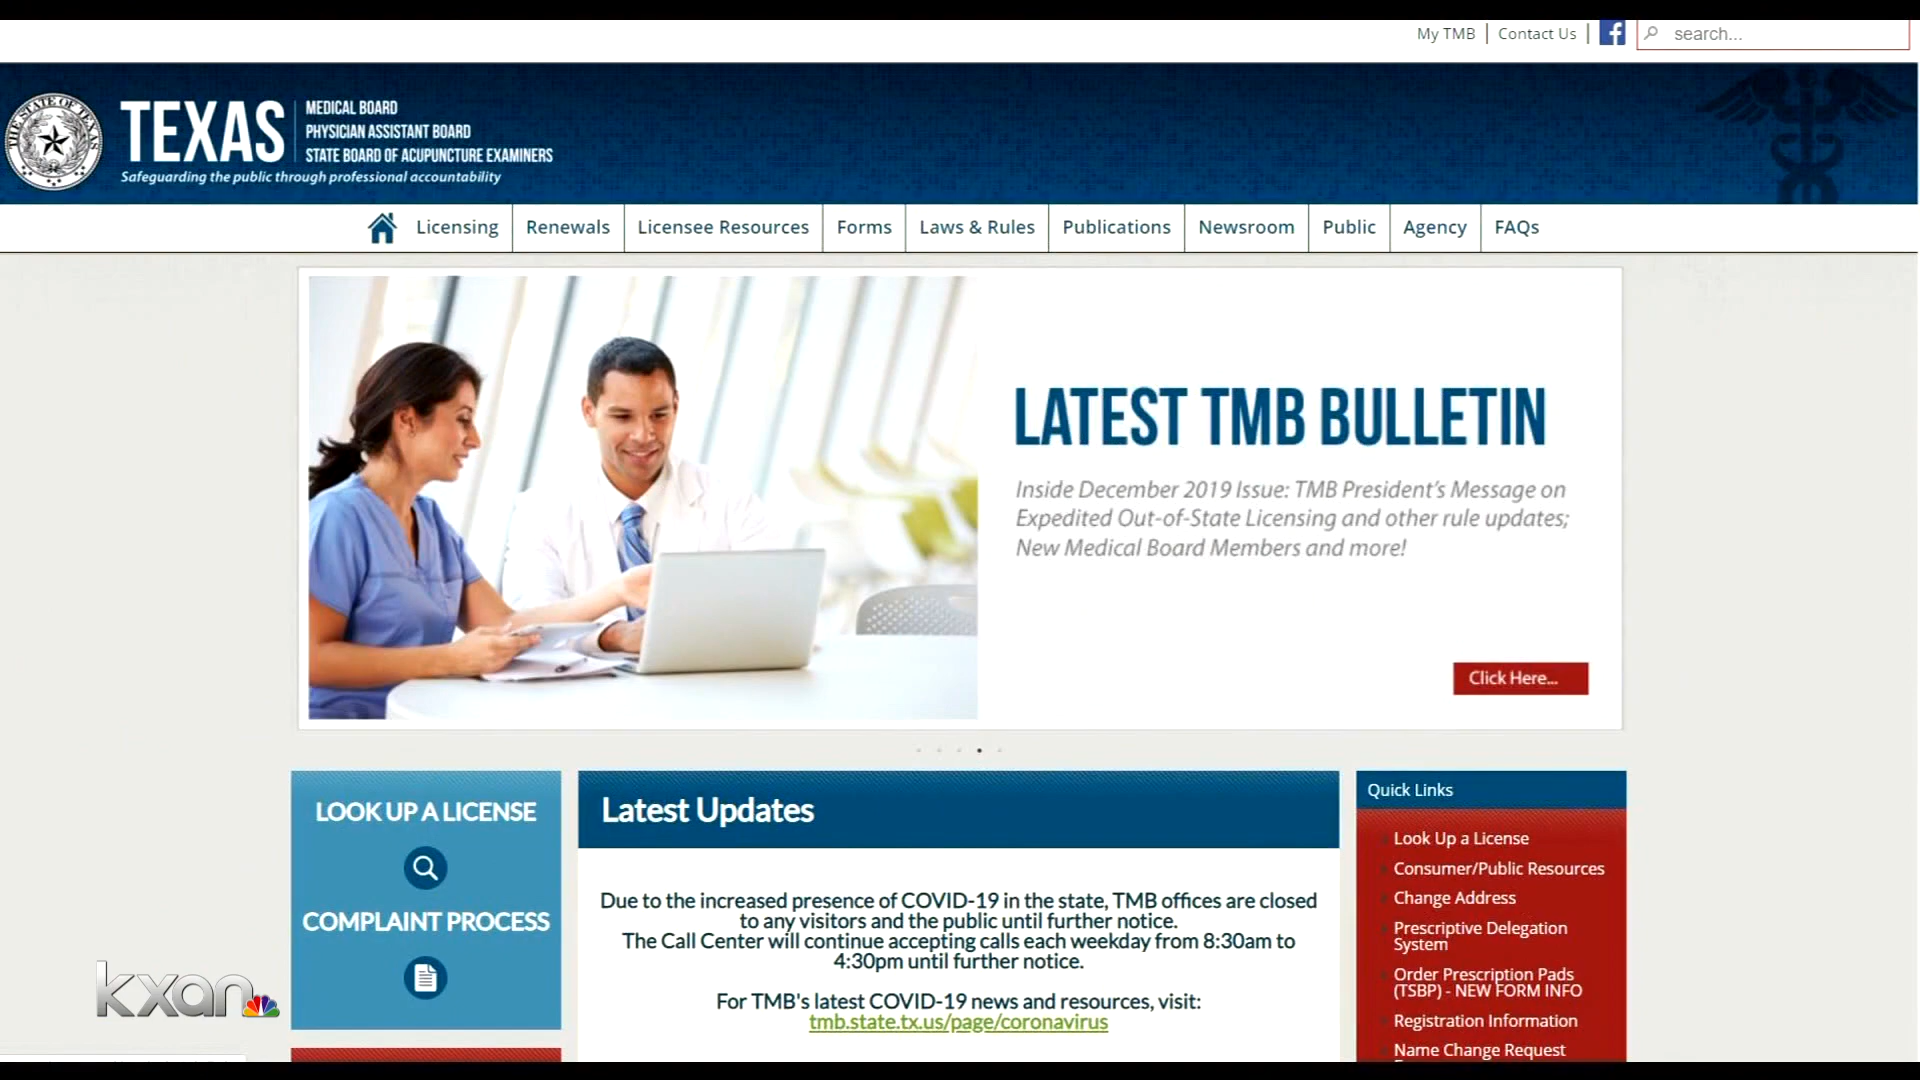 My TMB
Contact Us
search...
THE STATE OF TEXAS
TEXAS
MEDICAL BOARD
PHYSICIAN ASSISTANT BOARD
STATE BOARD OF ACUPUNCTURE EXAMINERS
Safeguarding the public through professional accountability
Licensing
Renewals
Licensee Resources
Forms
Laws & Rules
Publications
Newsroom
Public
Agency
FAQs
LATEST TMB BULLETIN
Inside December 2019 Issue: TMB President's Message on
Expedited Out-of-State Licensing and other rule updates;
New Medical Board Members and more!
Click Here...
LOOK UP A LICENSE
COMPLAINT PROCESS
kxan
Latest Updates
Due to the increased presence of COVID-19 in the state, TMB offices are closed
to any visitors and the public until further notice.
The Call Center will continue accepting calls each weekday from 8:30am to
4:30pm until further notice.
For TMB's latest COVID-19 news and resources, visit:
tmb.state.tx.us/page/coronavirus
Quick Links
Look Up a License
Consumer/Public Resources
Change Address
Prescriptive Delegation
System
Order Prescription Pads
(TSBP) - NEW FORM INFO
Registration Information
Name Change Request